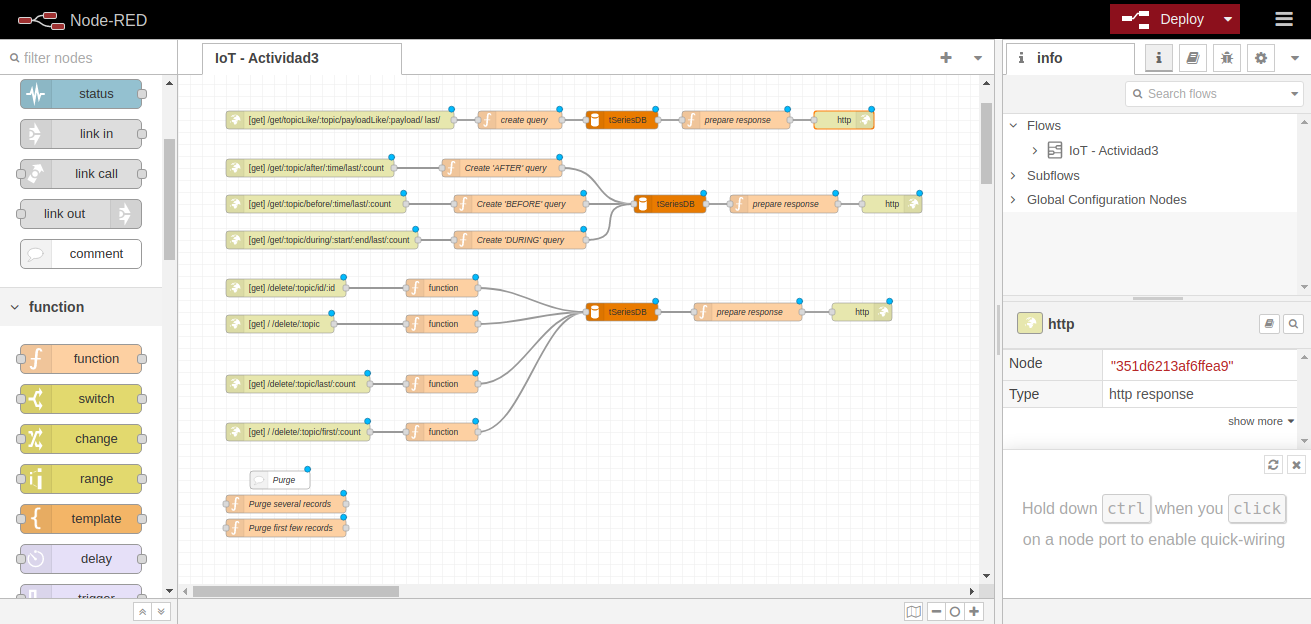 Node-RED
Deploy
filter nodes
IoT - Actividad3
info
status
link in
link call
link out
comment
function
function
switch
change
range
template
delay
trigger
[get] /get/topicLike/:topic/payloadLike/:payload/ last/
create query
tSeriesDB
prepare response
http
[get] /get/:topic/after/:time/last/:count
Create 'AFTER' query
[get] /get/:topic/before/:time/last/:count
Create 'BEFORE' query
tSeriesDB
prepare response
http
[get] /get/:topic/during/:start/:end/last/:count
Create 'DURING' query
[get] /delete/:topic/id/:id
function
[get] / /delete/:topic
function
tSeriesDB
prepare response
http
[get] /delete/:topic/last/:count
function
[get] / /delete/:topic/first/:count
function
Purge
Purge several records
Purge first few records
Search flows
Flows
IoT - Actividad3
Subflows
Global Configuration Nodes
http
Node "351d6213af6ffea9"
Type http response
show more
Hold down ctrl when you click
on a node port to enable quick-wiring